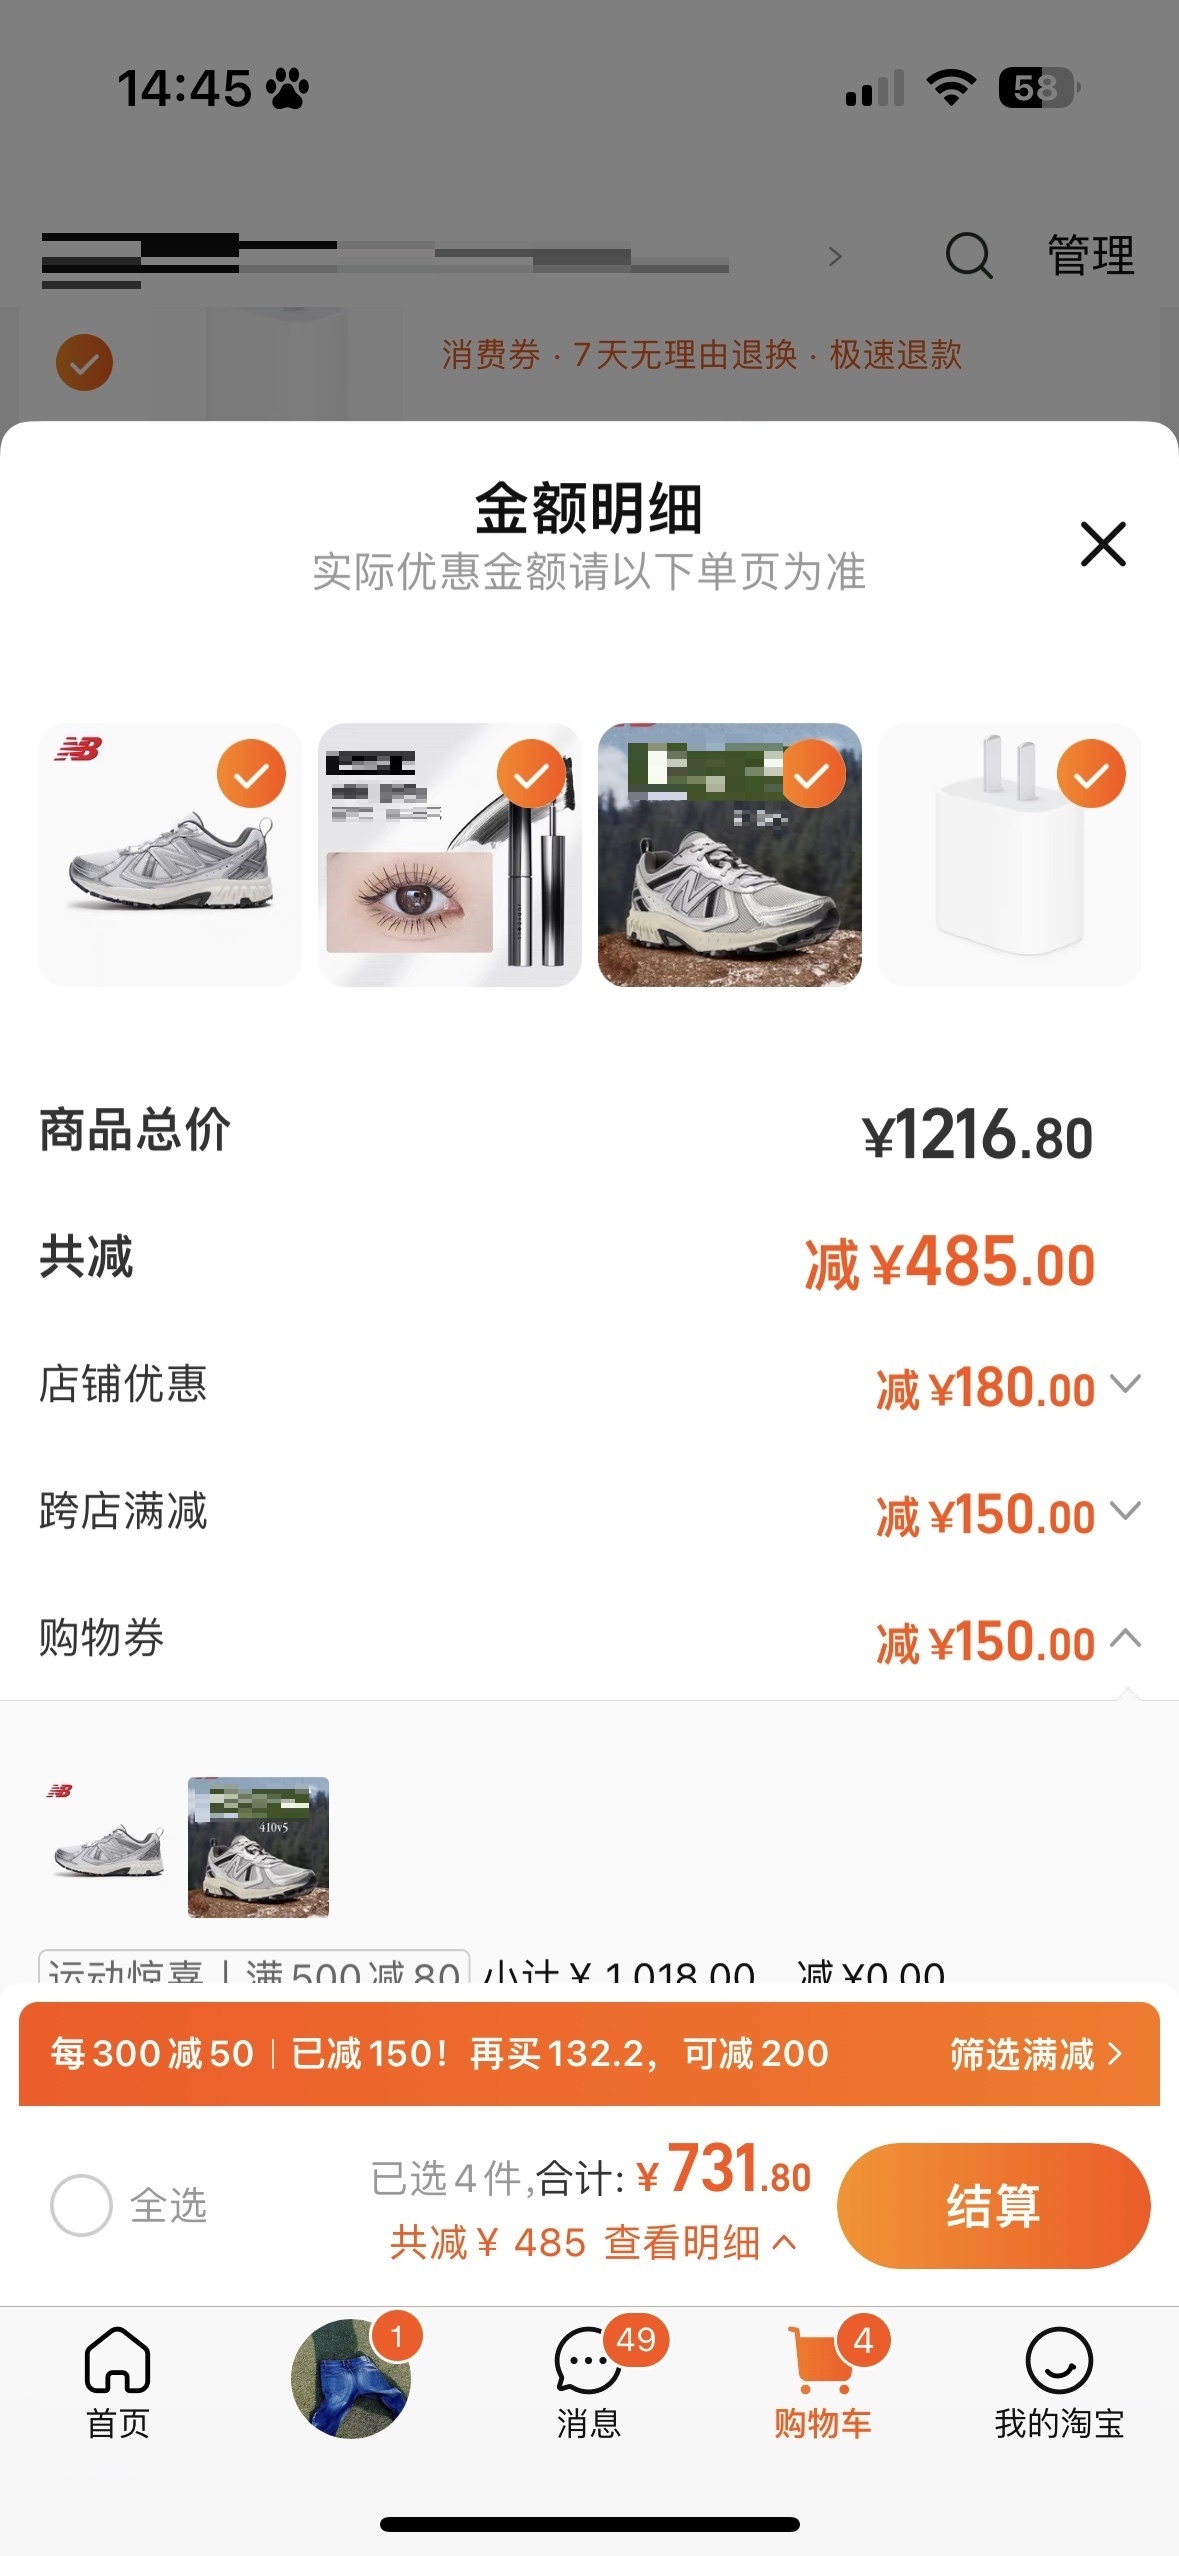 14:45
58
管理
消费券 · 7天无理由退换 · 极速退款
金额明细
实际优惠金额请以下单页为准
NB
商品总价 ¥1216.80
共减 减¥485.00
店铺优惠 减¥180.00
跨店满减 减¥150.00
购物券 减¥150.00
NB
410v5
运动惊喜丨满500减80 小计¥ 1,018.00 减¥0.00
每300减50 | 已减150！再买132.2，可减200 筛选满减 >
已选4件,合计: ¥731.80
全选
结算
共减¥ 485 查看明细
1
49
4
首页
消息
购物车
我的淘宝